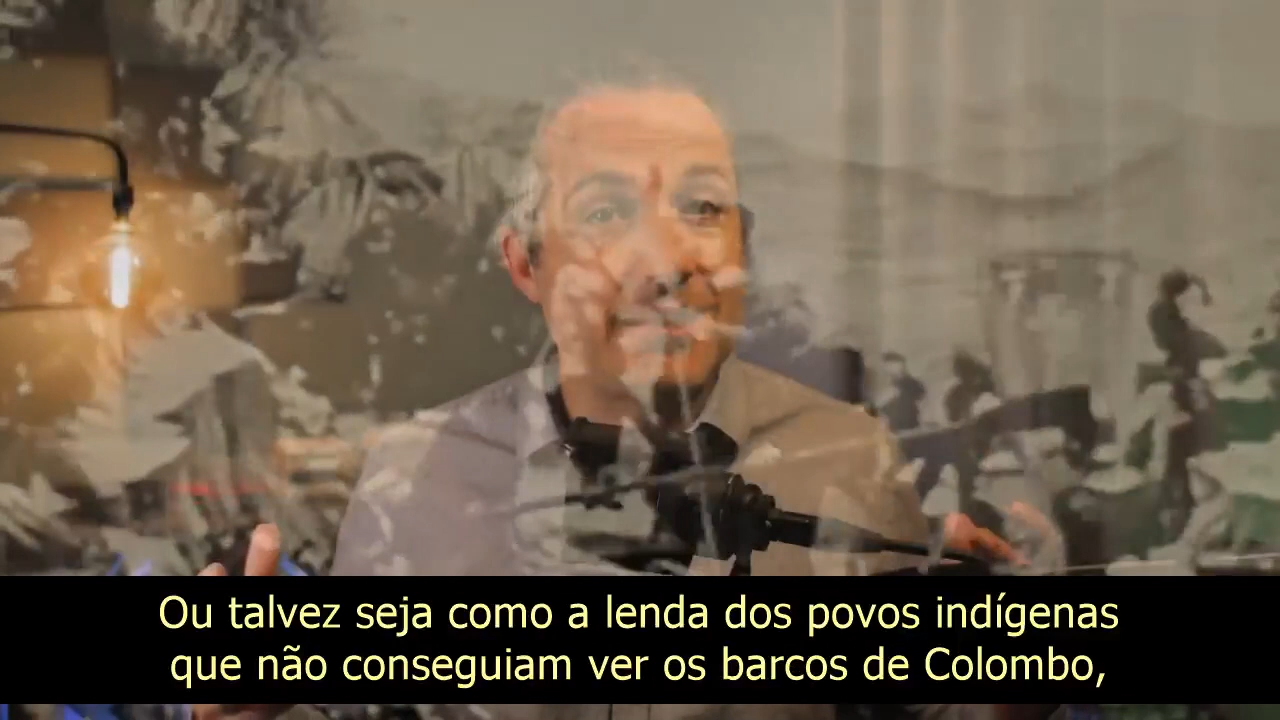 Ou talvez seja como a lenda dos povos indígenas
que não conseguiam ver os barcos de Colombo,